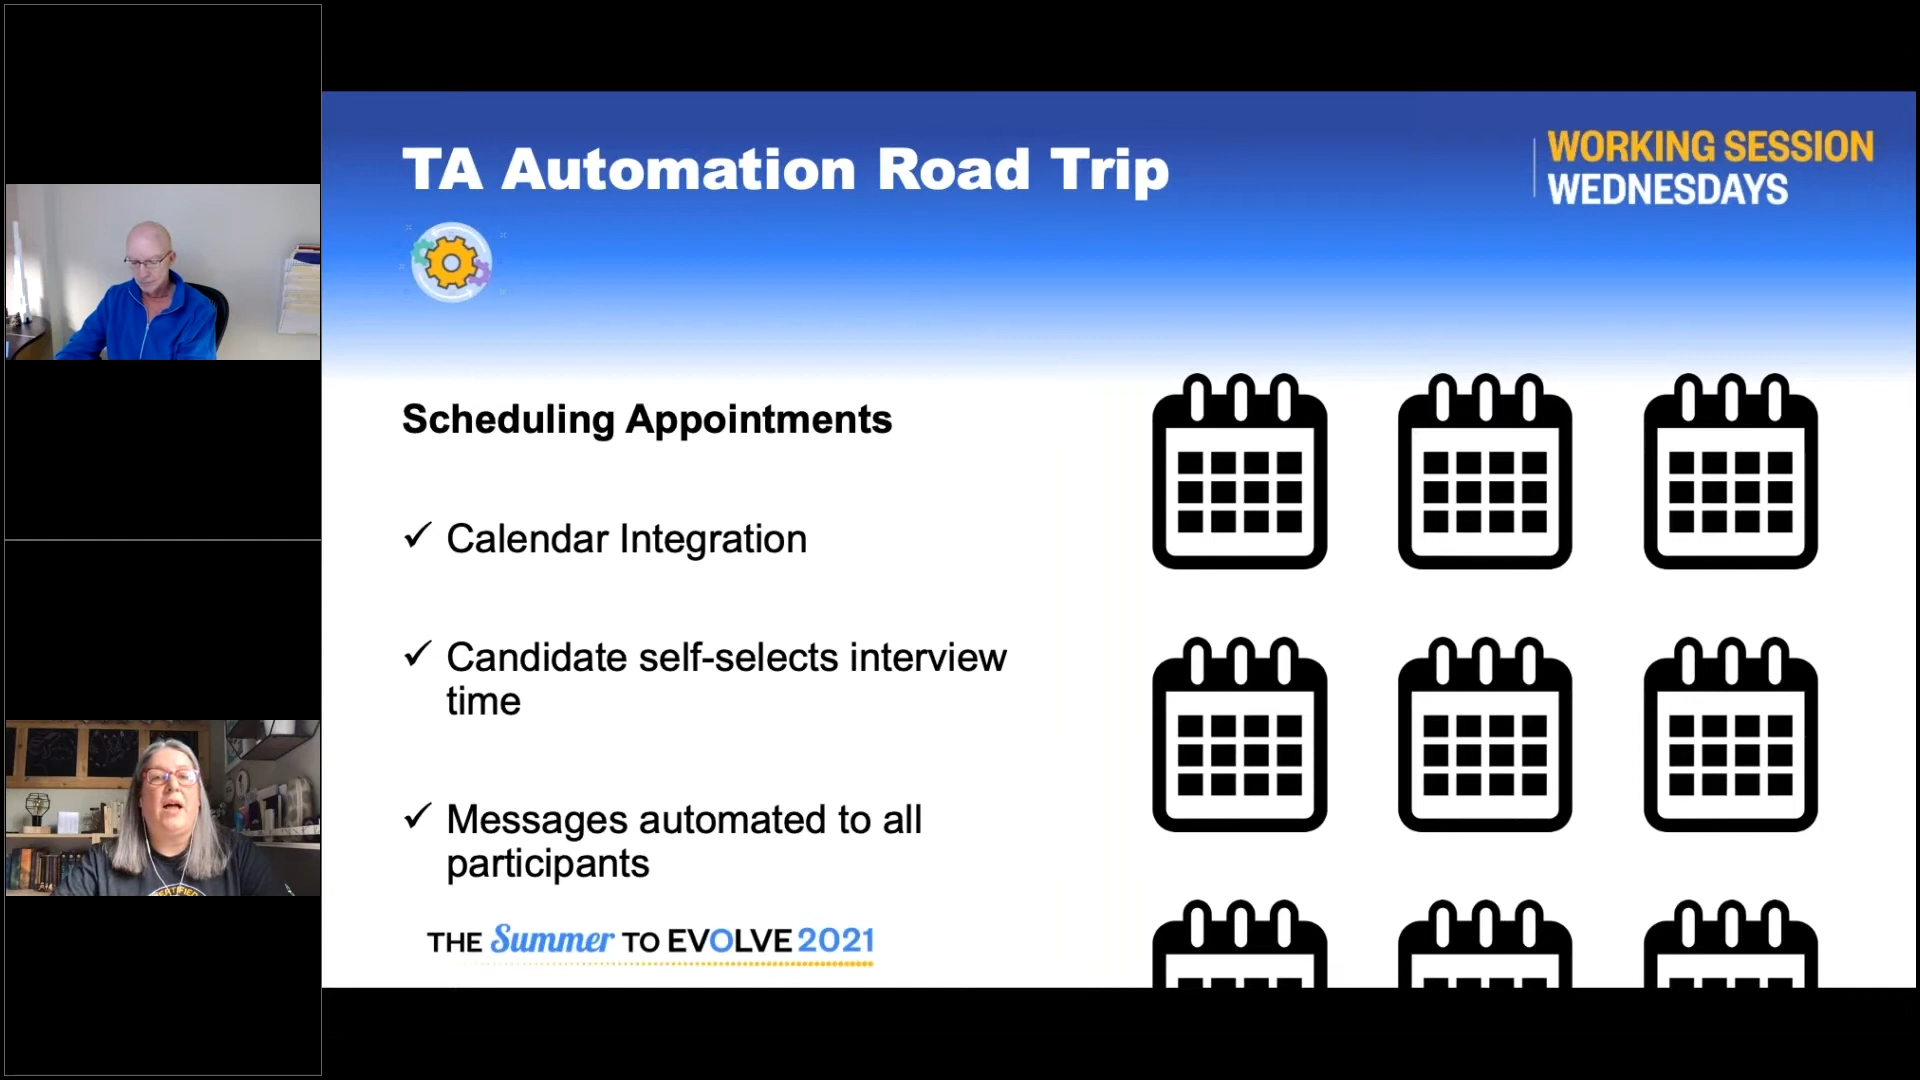 TA Automation Road Trip
WORKING SESSION
WEDNESDAYS
Scheduling Appointments
✓ Calendar Integration
✓ Candidate self-selects interview
time
✓ Messages automated to all
participants
THE Summer TO EVOLVE 2021